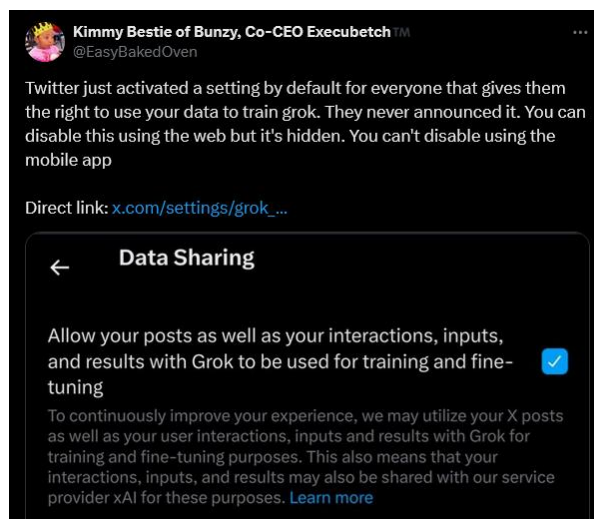 Kimmy Bestie of Bunzy, Co-CEO Execubetch™
@EasyBakedOven
Twitter just activated a setting by default for everyone that gives them
the right to use your data to train grok. They never announced it. You can
disable this using the web but it's hidden. You can't disable using the
mobile app
Direct link: x.com/settings/grok_...
Data Sharing
Allow your posts as well as your interactions, inputs,
and results with Grok to be used for training and fine-
tuning
To continuously improve your experience, we may utilize your X posts
as well as your user interactions, inputs and results with Grok for
training and fine-tuning purposes. This also means that your
interactions, inputs, and results may also be shared with our service
provider xAI for these purposes. Learn more